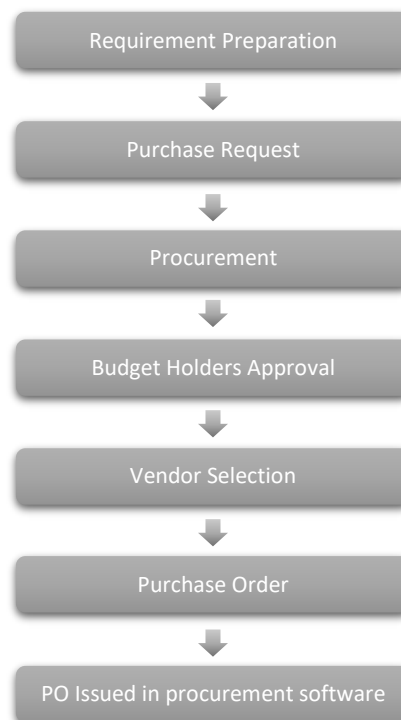 Requirement Preparation
Purchase Request
Procurement
Budget Holders Approval
Vendor Selection
Purchase Order
PO Issued in procurement software